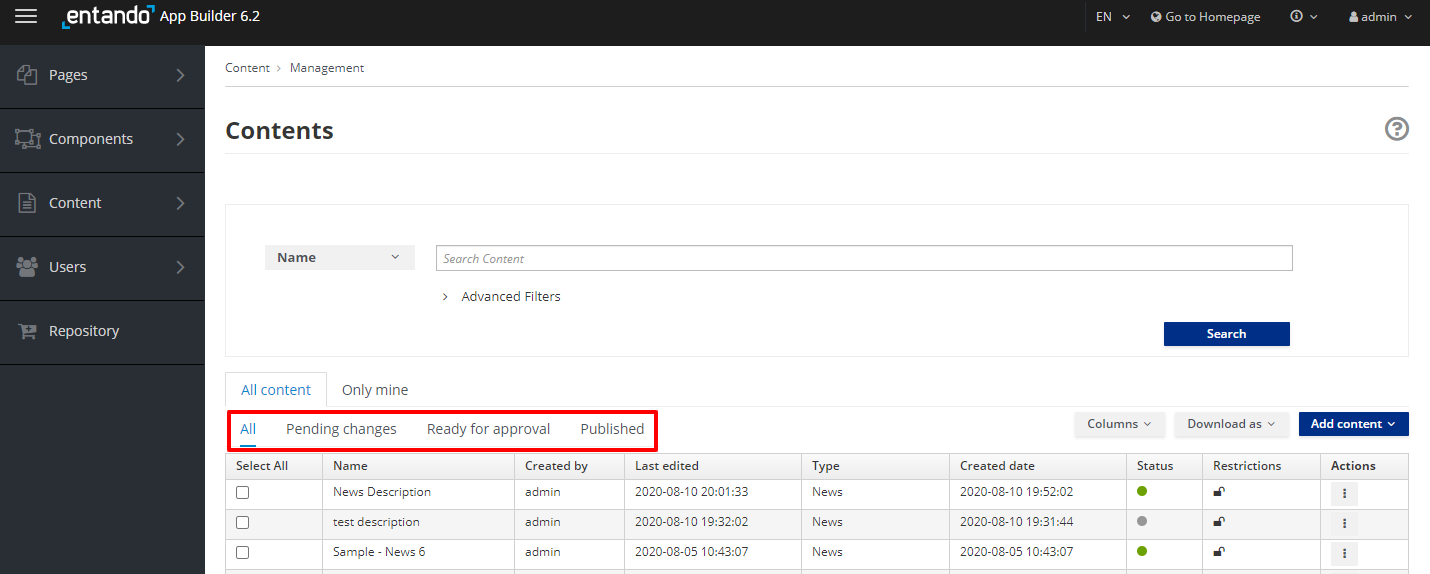 entando App Builder 6.2
EN
Go to Homepage
admin
Pages
Components
Content
Users
Repository
Content > Management
Contents
Name
Search Content
Advanced Filters
Search
All content
Only mine
All
Pending changes
Ready for approval
Published
Columns
Download as
Add content
Select All Name Created by Last edited Type Created date Status Restrictions Actions
News Description admin 2020-08-10 20:01:33 News 2020-08-10 19:52:02
test description admin 2020-08-10 19:32:02 News 2020-08-10 19:31:44
Sample - News 6 admin 2020-08-05 10:43:07 News 2020-08-05 10:43:07